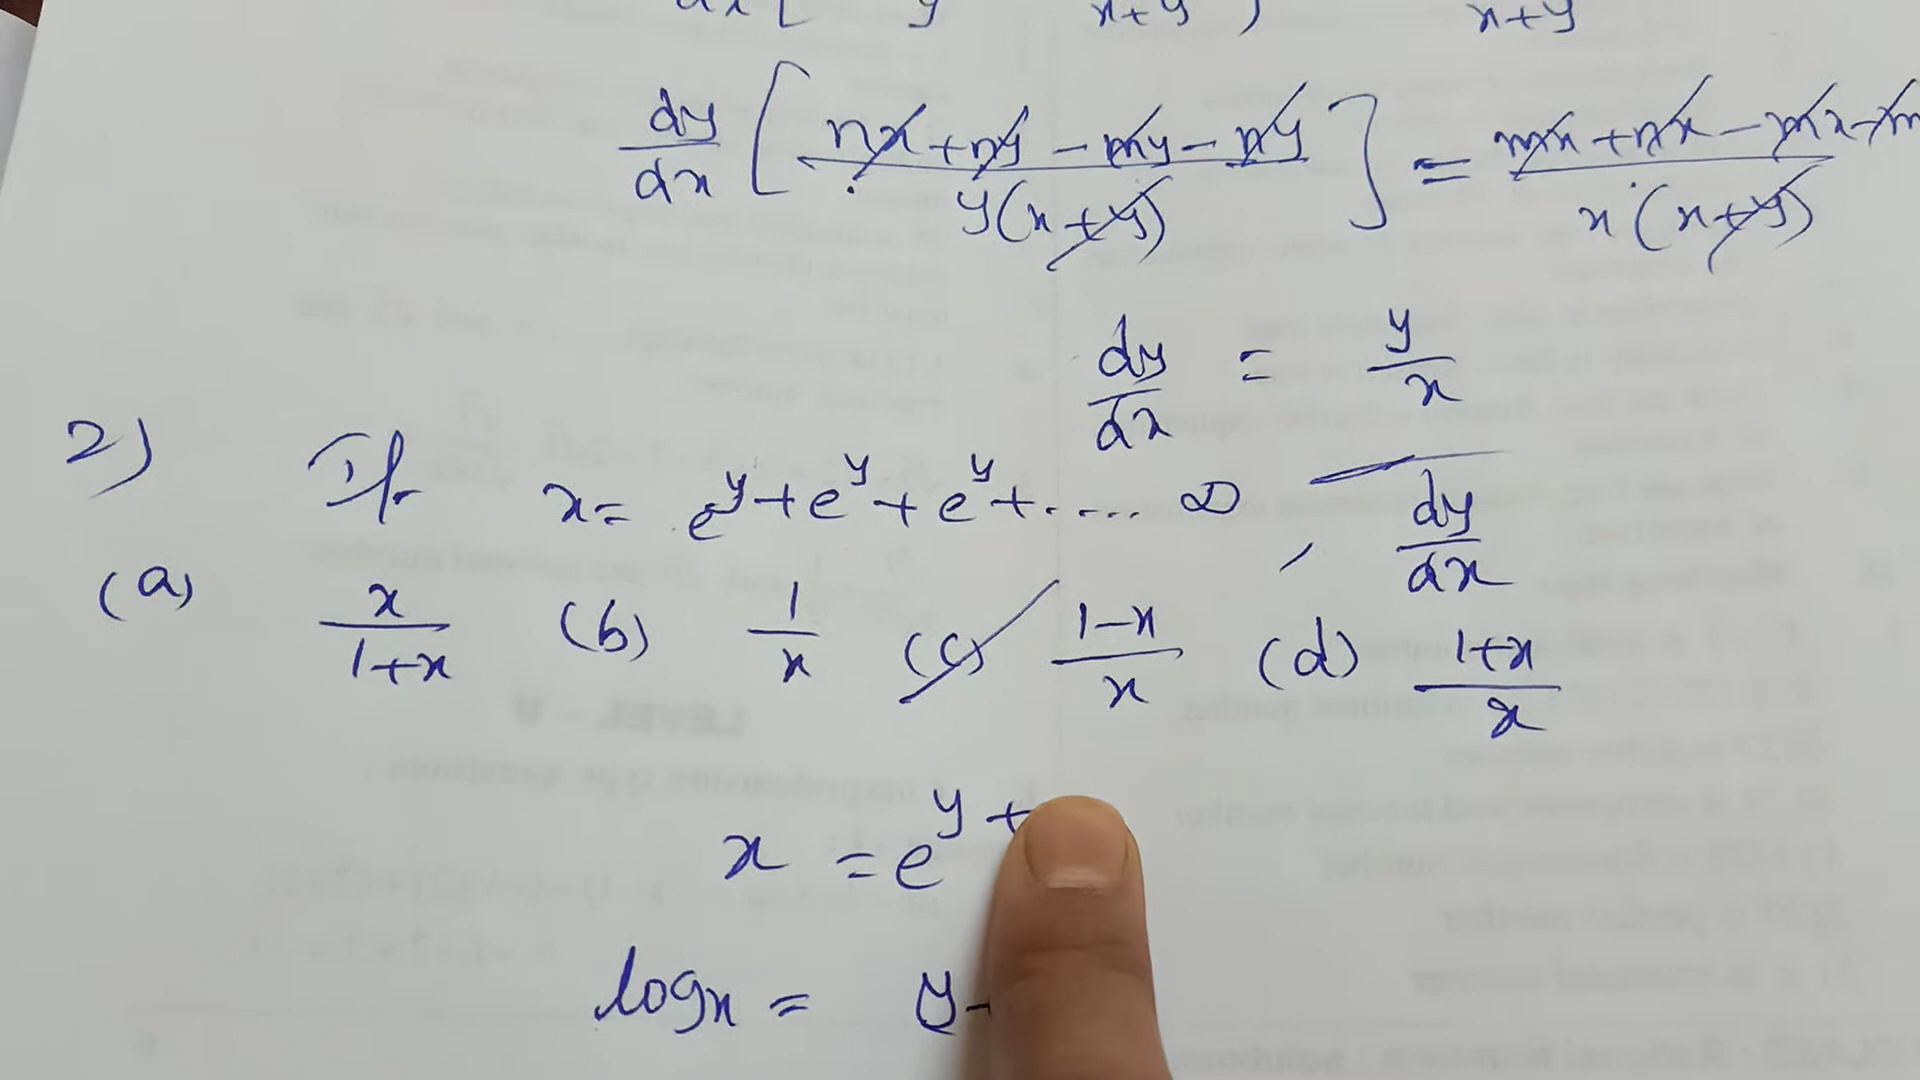 x+y x+y
dy/dx [ (nx + ny - my - ny) / y(x+y) ] = (mx + nx - mx - m / x(x+y)
dy/dx = y/x
2) If x = e^y + e^y + e^y + ..... ∞ , dy/dx
(a) x/(1+x) (b) 1/x (c) (1-x)/x (d) (1+x)/x
x = e^y +
log x = y -